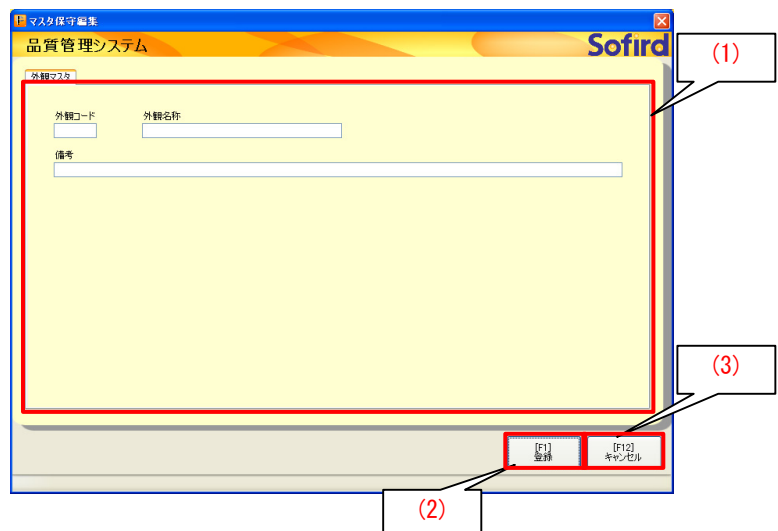 マスタ保守編集
品質管理システム
Sofird
(1)
外観マスタ
外観コード 外観名称
備考
(3)
[F1]
登録
[F12]
キャンセル
(2)